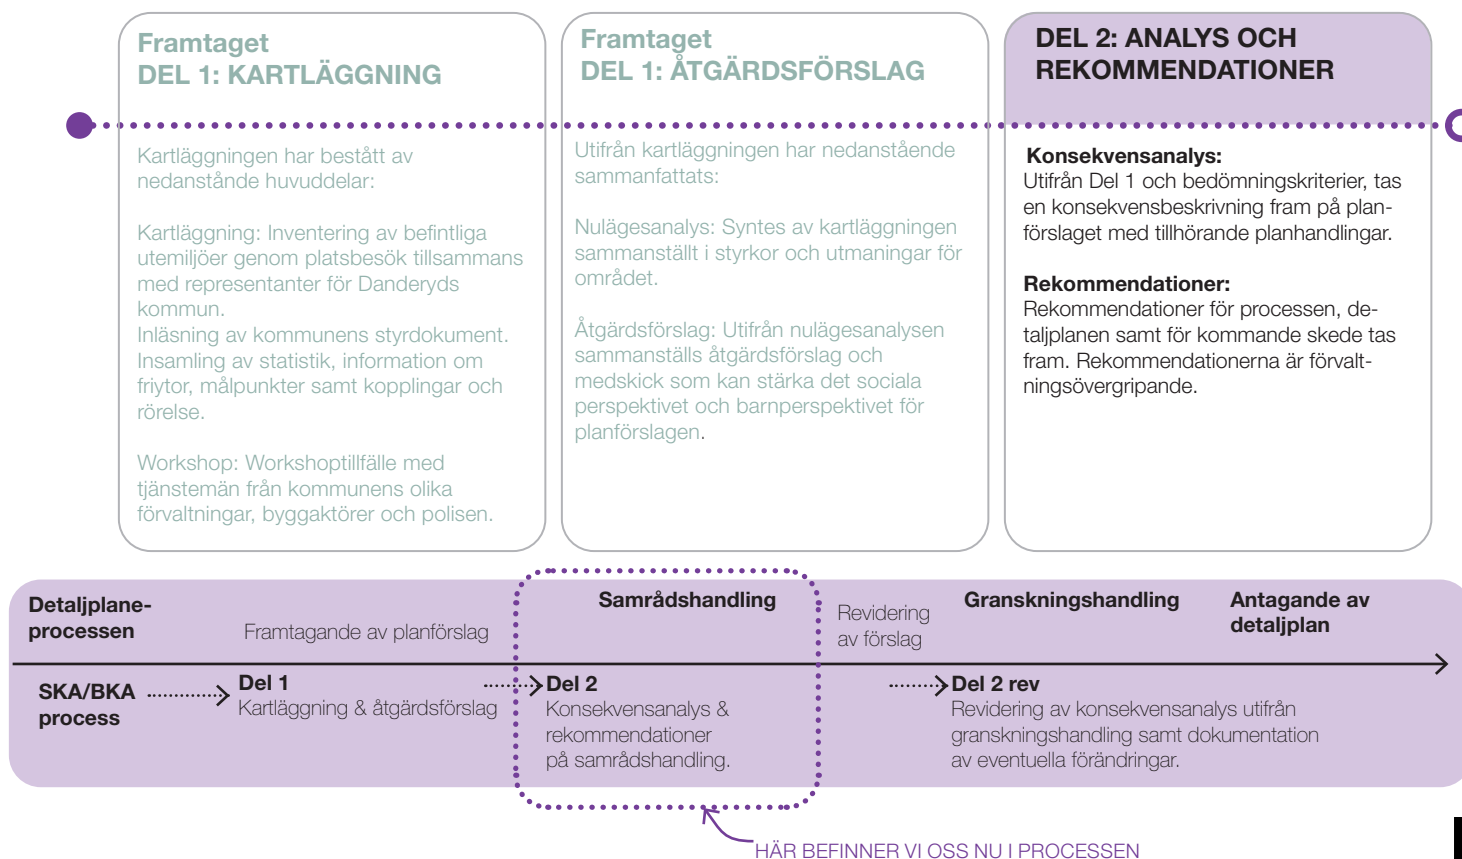 Framtaget
DEL 1: KARTLÄGGNING
Kartläggningen har bestått av
nedanstånde huvuddelar:
Kartläggning: Inventering av befintliga
utemiljöer genom platsbesök tillsammans
med representanter för Danderyds
kommun.
Inläsning av kommunens styrdokument.
Insamling av statistik, information om
friytor, målpunkter samt kopplingar och
rörelse.
Workshop: Workshoptillfälle med
tjänstemän från kommunens olika
förvaltningar, byggaktörer och polisen.
Framtaget
DEL 1: ÅTGÄRDSFÖRSLAG
Utifrån kartläggningen har nedanstående
sammanfattats:
Nulägesanalys: Syntes av kartläggningen
sammanställt i styrkor och utmaningar för
området.
Åtgärdsförslag: Utifrån nulägesanalysen
sammanställs åtgärdsförslag och
medskick som kan stärka det sociala
perspektivet och barnperspektivet för
planförslagen.
DEL 2: ANALYS OCH
REKOMMENDATIONER
Konsekvensanalys:
Utifrån Del 1 och bedömningskriterier, tas
en konsekvensbeskrivning fram på plan-
förslaget med tillhörande planhandlingar.
Rekommendationer:
Rekommendationer för processen, de-
taljplanen samt för kommande skede tas
fram. Rekommendationerna är förvalt-
ningsövergripande.
Detaljplane-
processen
Framtagande av planförslag
Samrådshandling
Revidering
av förslag
Granskningshandling
Antagande av
detaljplan
SKA/BKA
process
Del 1
Kartläggning & åtgärdsförslag
Del 2
Konsekvensanalys &
rekommendationer
på samrådshandling.
Del 2 rev
Revidering av konsekvensanalys utifrån
granskningshandling samt dokumentation
av eventuella förändringar.
HÄR BEFINNER VI OSS NU I PROCESSEN